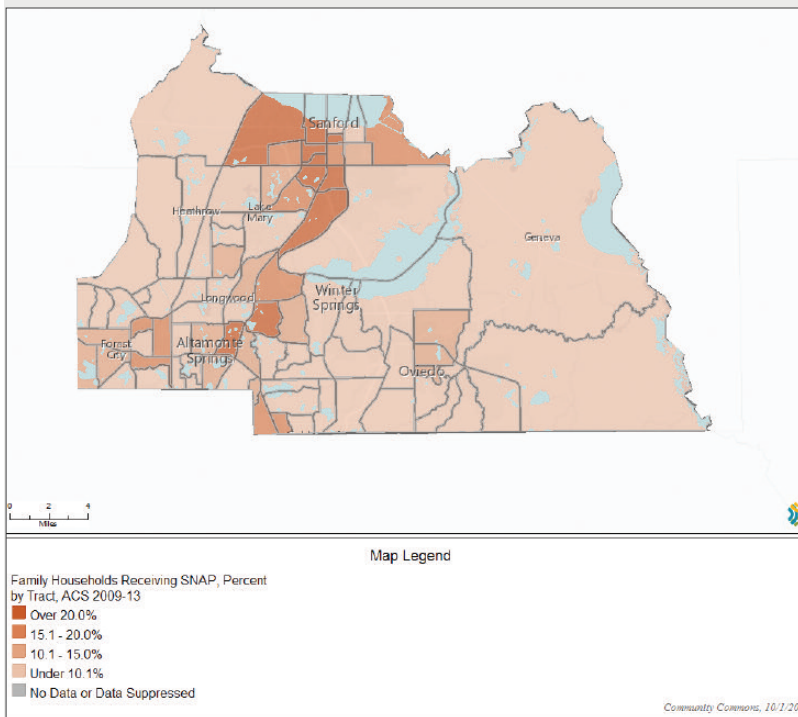 Sanford
Heathrow
Lake
Mary
Geneva
Longwood
Winter
Springs
Forest
City
Altamonte
Springs
Oviedo
0 2 4
Miles
Map Legend
Family Households Receiving SNAP, Percent
by Tract, ACS 2009-13
Over 20.0%
15.1 - 20.0%
10.1 - 15.0%
Under 10.1%
No Data or Data Suppressed
Community Commons, 10/1/20